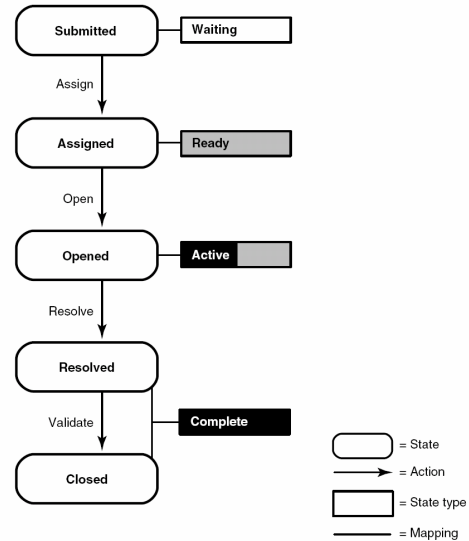 Submitted
Waiting
Assign
Assigned
Ready
Open
Opened
Active
Resolve
Resolved
Validate
Complete
Closed
= State
= Action
= State type
= Mapping